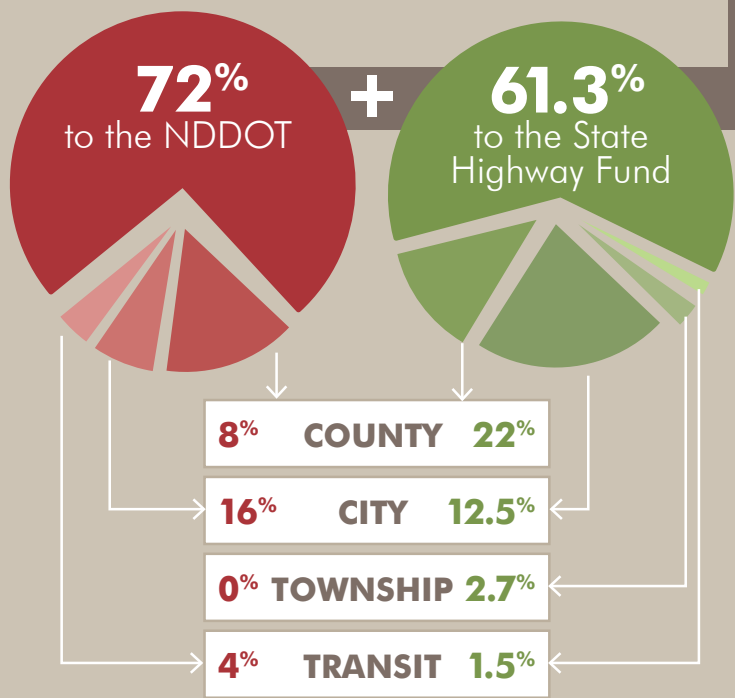 72%
to the NDDOT
+
61.3%
to the State
Highway Fund
8% COUNTY 22%
16% CITY 12.5%
0% TOWNSHIP 2.7%
4% TRANSIT 1.5%